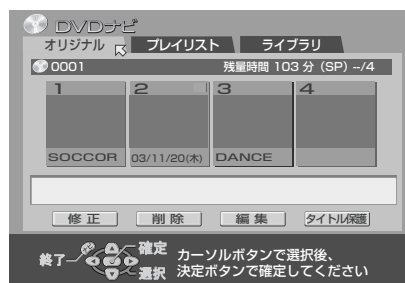 DVDナビ
オリジナル プレイリスト ライブラリ
0001 残量時間 103 分 (SP) --/4
1 2 3 4
SOCCOR 03/11/20(木) DANCE
修正 削除 編集 タイトル保護
終了 確定 選択
カーソルボタンで選択後、
決定ボタンで確定してください